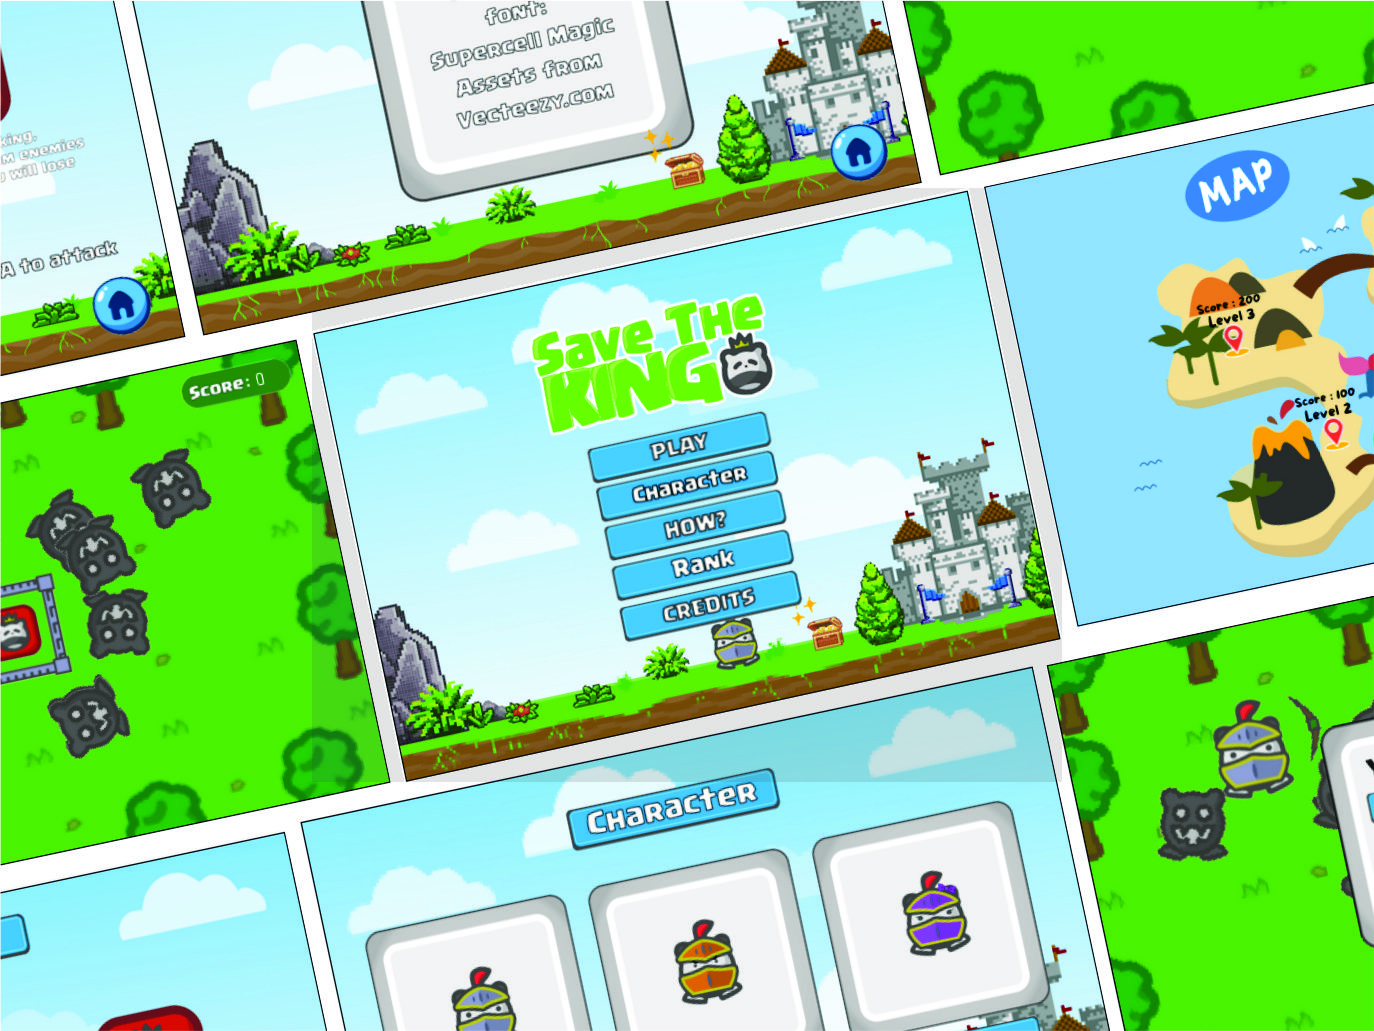 font:
Supercell Magic
Assets from
Vecteezy.com
king.
m enemies
u will lose
A to attack
MAP
Score : 200
Level 3
Score : 100
Level 2
Score: 0
Save The
KING
PLAY
Character
HOW?
Rank
CREDITS
Character